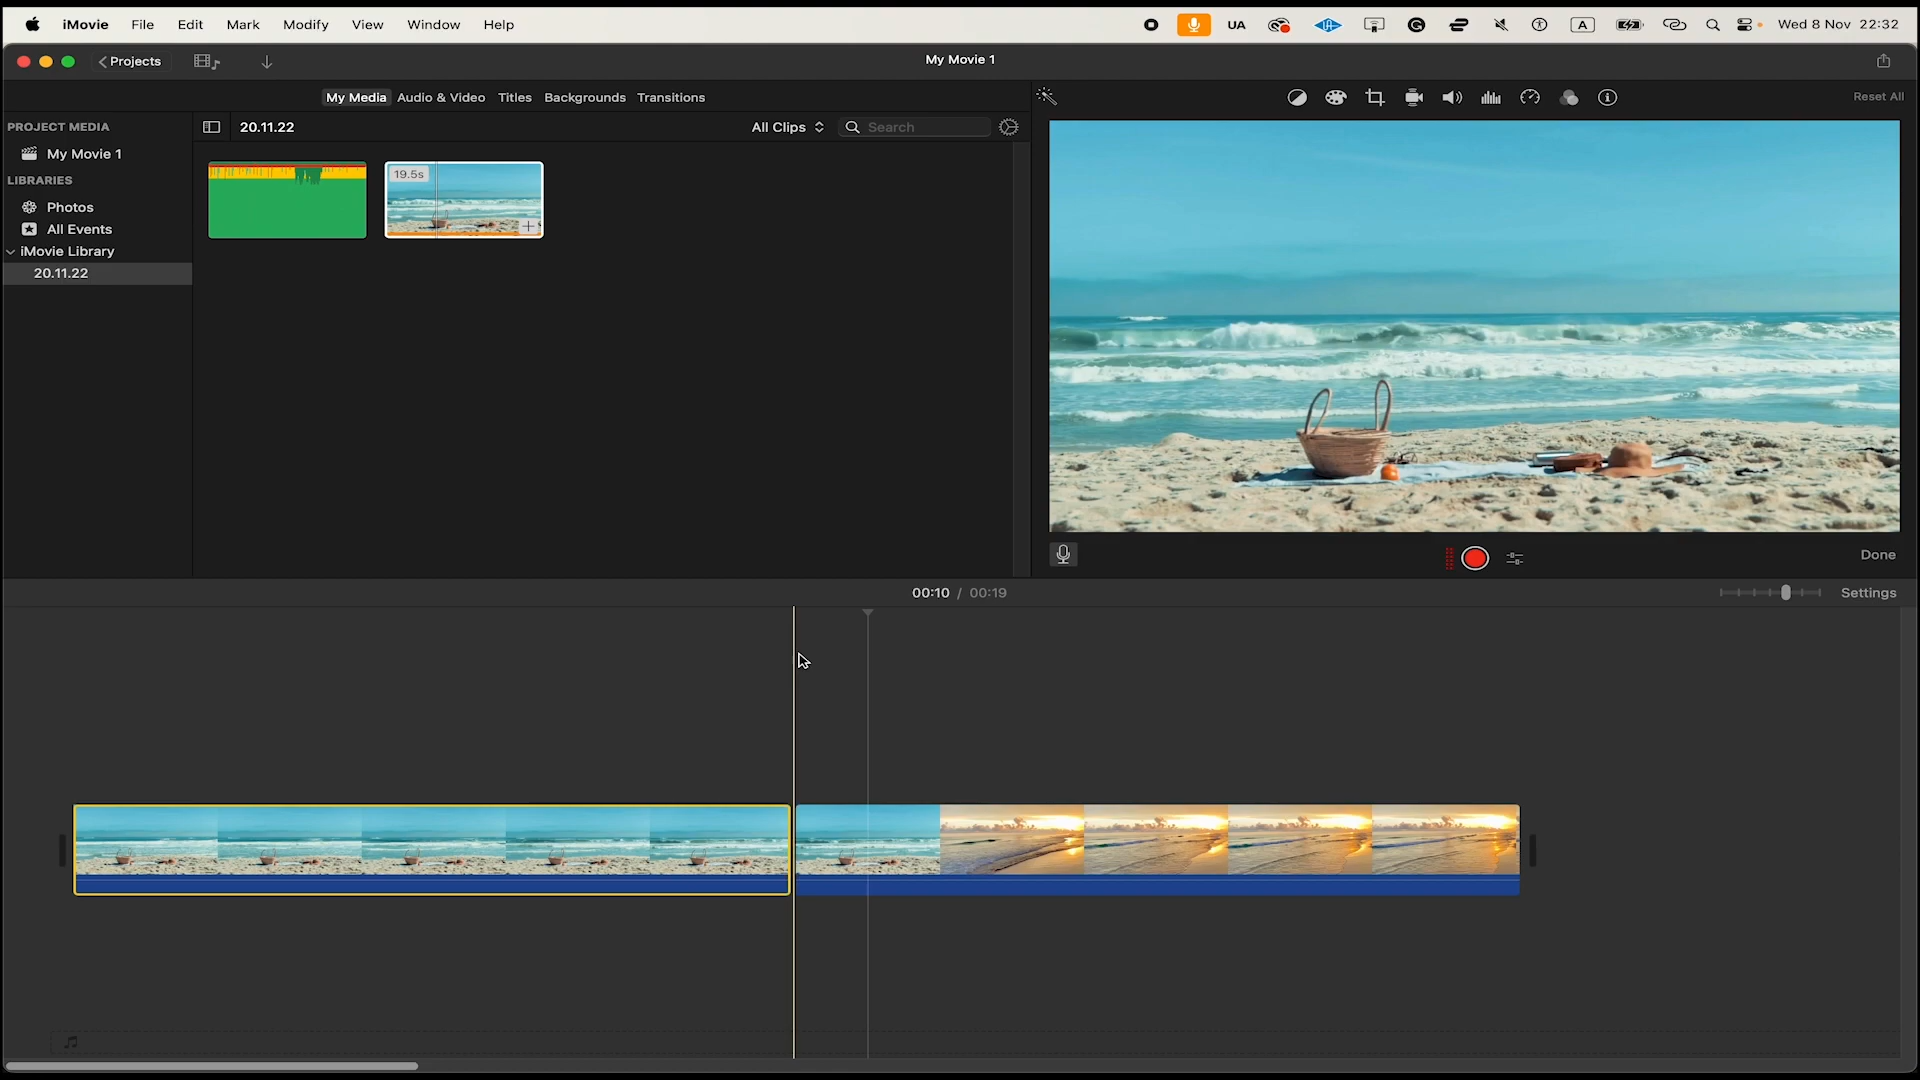 iMovie File Edit Mark Modify View Window Help UA A Wed 8 Nov 22:32
Projects My Movie 1
My Media Audio & Video Titles Backgrounds Transitions Reset All
PROJECT MEDIA 20.11.22 All Clips Search
My Movie 1
LIBRARIES 19.5s
Photos
All Events
iMovie Library
20.11.22
Done
00:10 / 00:19 Settings